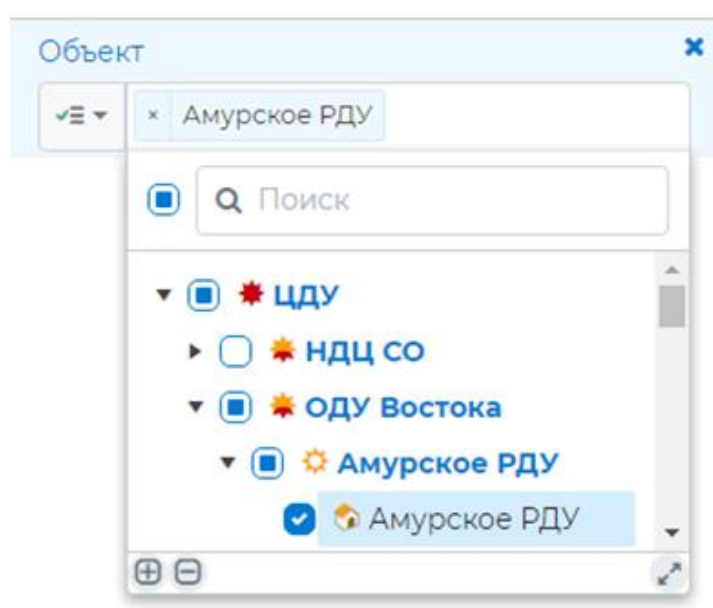 Объект
× Амурское РДУ
Поиск
ЦДУ
НДЦ СО
ОДУ Востока
Амурское РДУ
Амурское РДУ